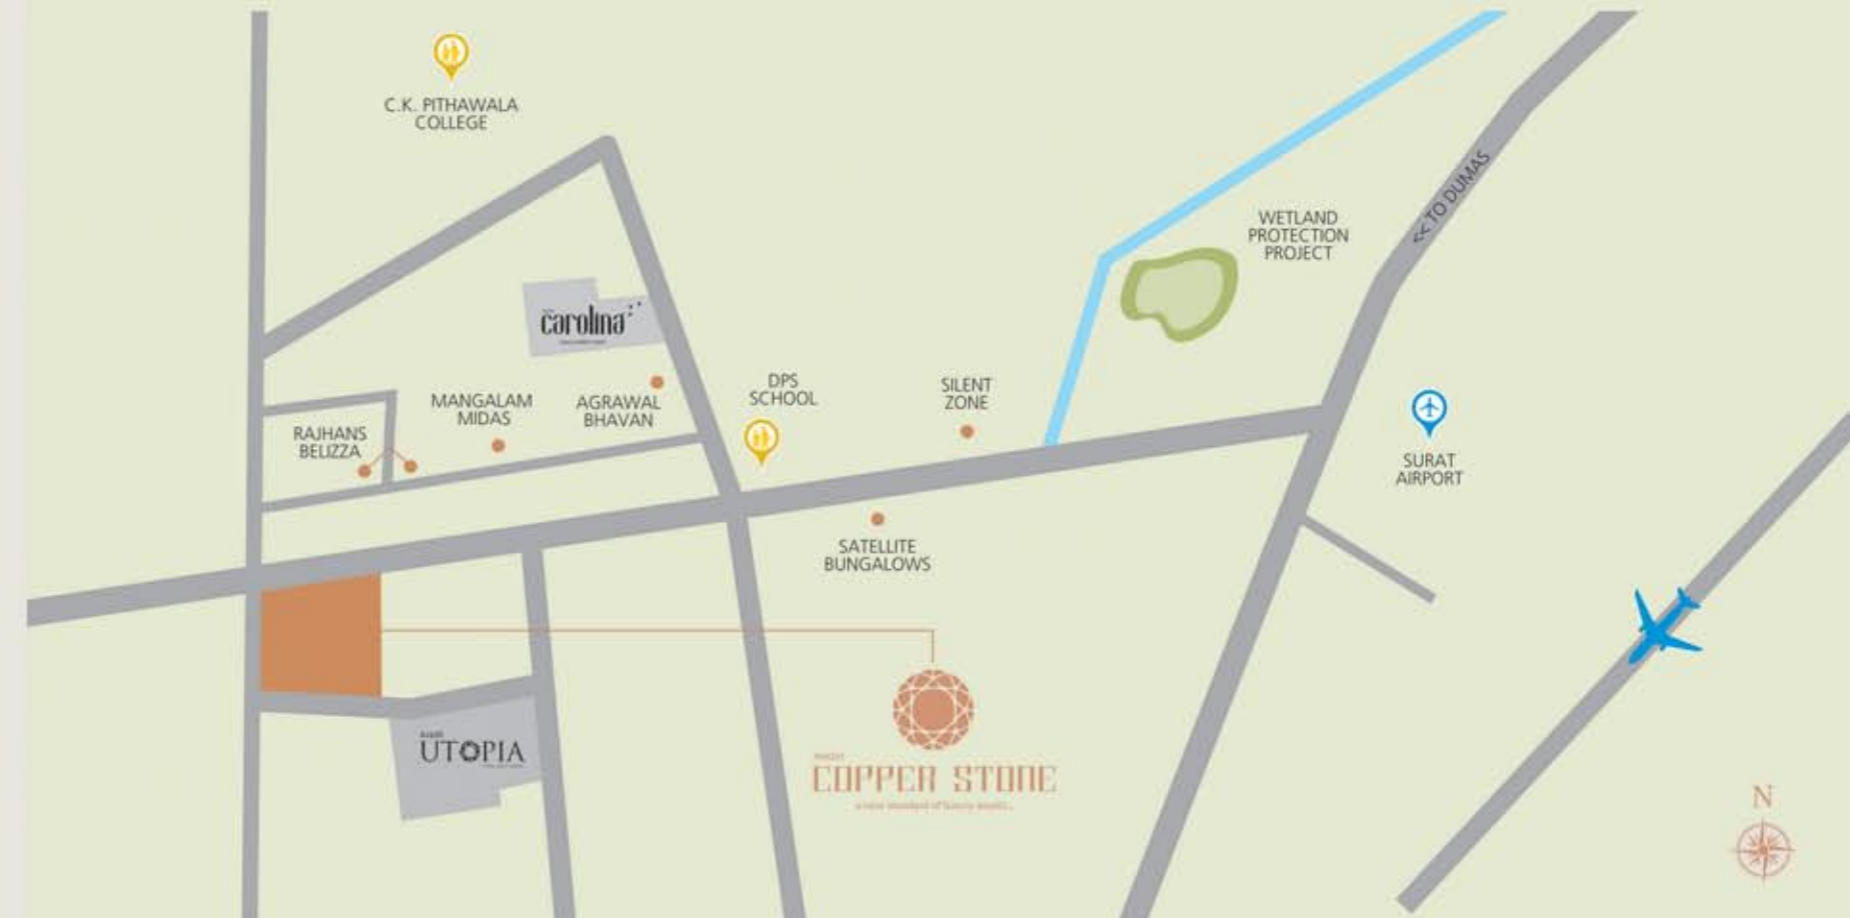 C.K. PITHAWALA
COLLEGE
<< TO DUMAS
WETLAND
PROTECTION
PROJECT
carolina
DPS
SCHOOL
SILENT
ZONE
MANGALAM
MIDAS
AGRAWAL
BHAVAN
RAJHANS
BELIZZA
SURAT
AIRPORT
SATELLITE
BUNGALOWS
UTOPIA
COPPER STONE
N